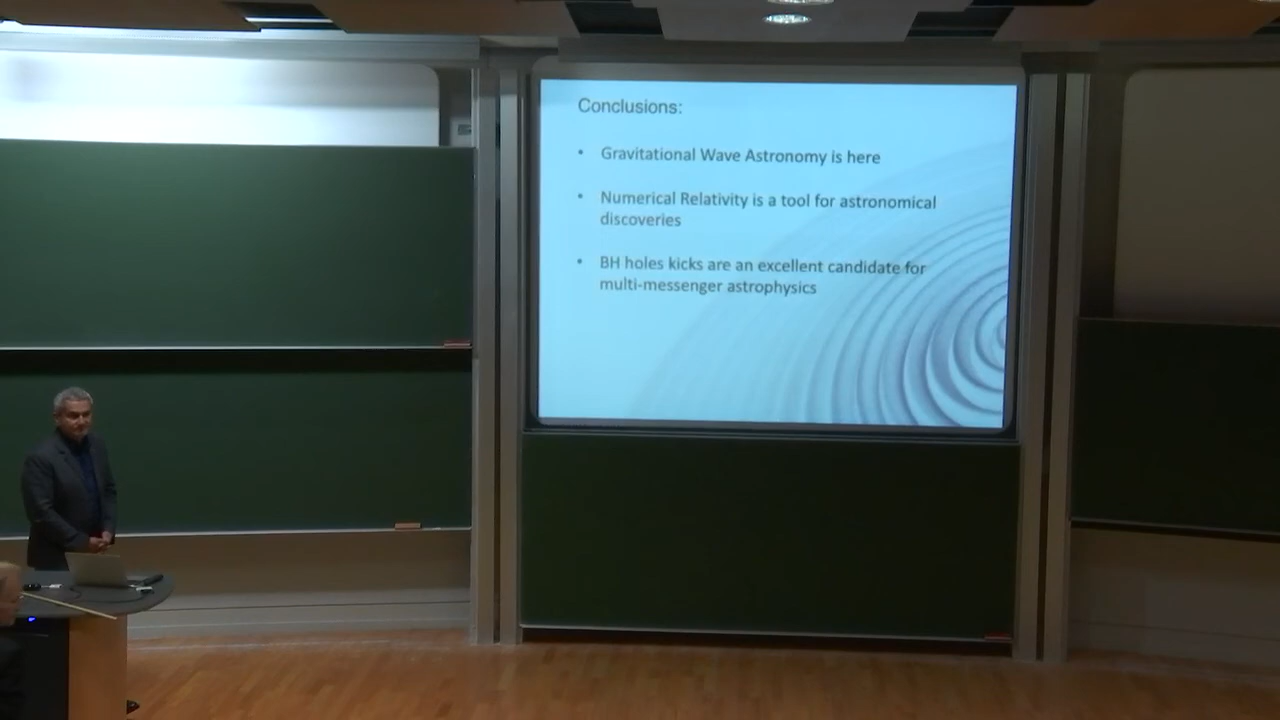 Conclusions:
• Gravitational Wave Astronomy is here
• Numerical Relativity is a tool for astronomical
discoveries
• BH holes kicks are an excellent candidate for
multi-messenger astrophysics